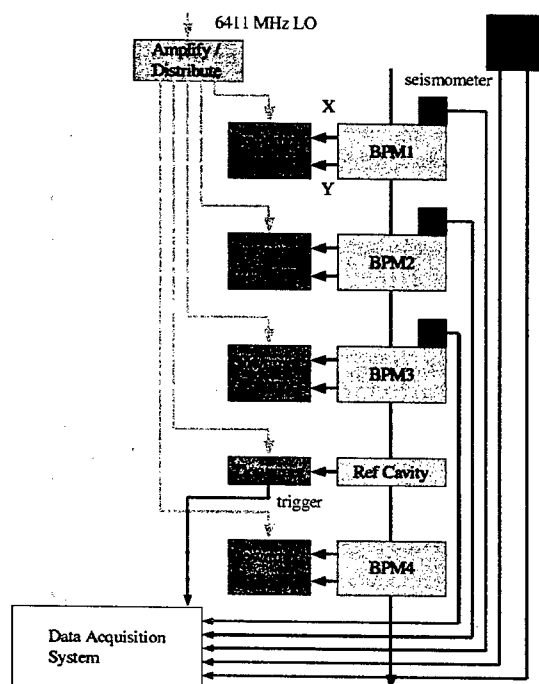 6411 MHz LO
Amplify /
Distribute
seismometer
X
BPM1
Y
BPM2
BPM3
Ref Cavity
trigger
BPM4
Data Acquisition
System